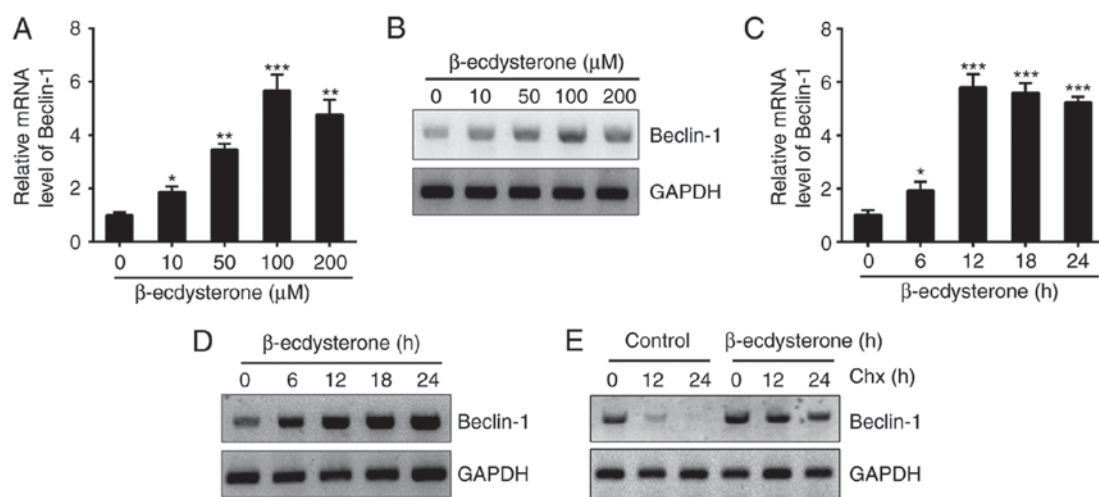 A
Relative mRNA
level of Beclin-1
8
6
4
2
0
*
**
***
**
0 10 50 100 200
β-ecdysterone (μM)
B
β-ecdysterone (μM)
0 10 50 100 200
Beclin-1
GAPDH
C
Relative mRNA
level of Beclin-1
8
6
4
2
0
*
***
***
***
0 6 12 18 24
β-ecdysterone (h)
D
β-ecdysterone (h)
0 6 12 18 24
Beclin-1
GAPDH
E
Control β-ecdysterone (h)
0 12 24 0 12 24 Chx (h)
Beclin-1
GAPDH